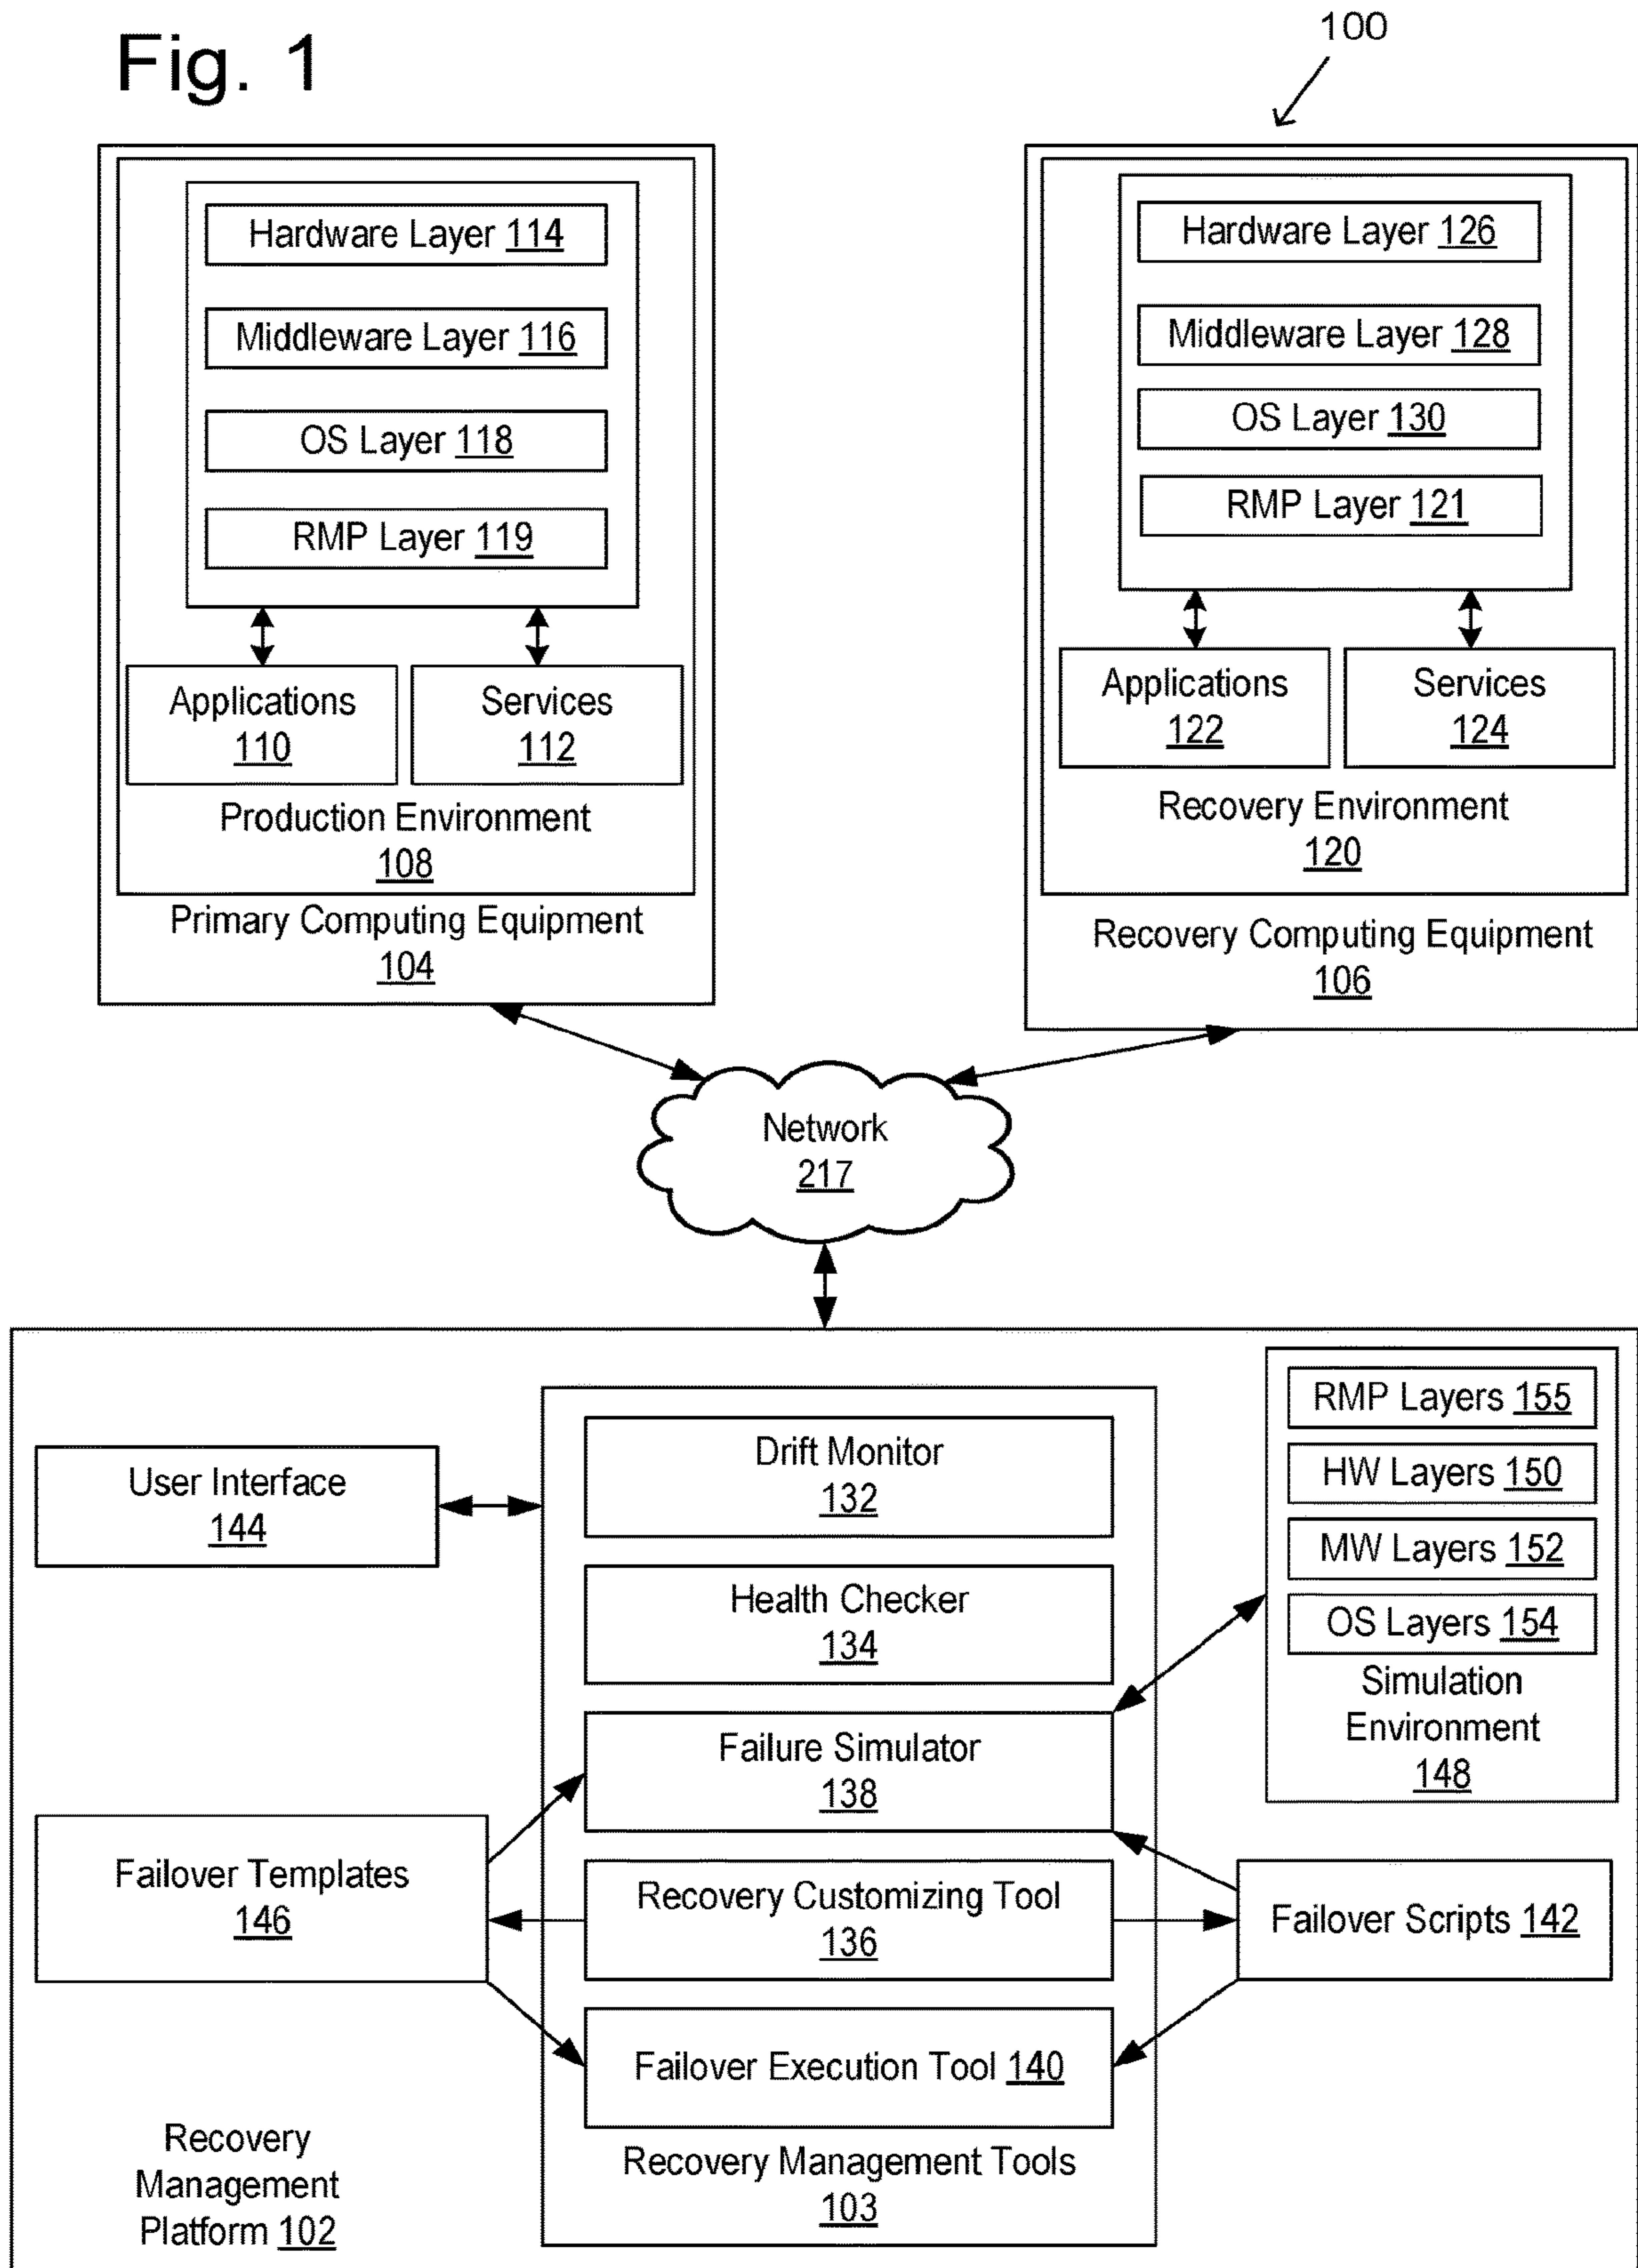 Fig. 1
100
Hardware Layer 114
Middleware Layer 116
OS Layer 118
RMP Layer 119
Applications
110
Services
112
Production Environment
108
Primary Computing Equipment
104
Hardware Layer 126
Middleware Layer 128
OS Layer 130
RMP Layer 121
Applications
122
Services
124
Recovery Environment
120
Recovery Computing Equipment
106
Network
217
User Interface
144
Drift Monitor
132
Health Checker
134
Failure Simulator
138
Recovery Customizing Tool
136
Failover Execution Tool 140
Recovery Management Tools
103
RMP Layers 155
HW Layers 150
MW Layers 152
OS Layers 154
Simulation
Environment
148
Failover Templates
146
Failover Scripts 142
Recovery
Management
Platform 102